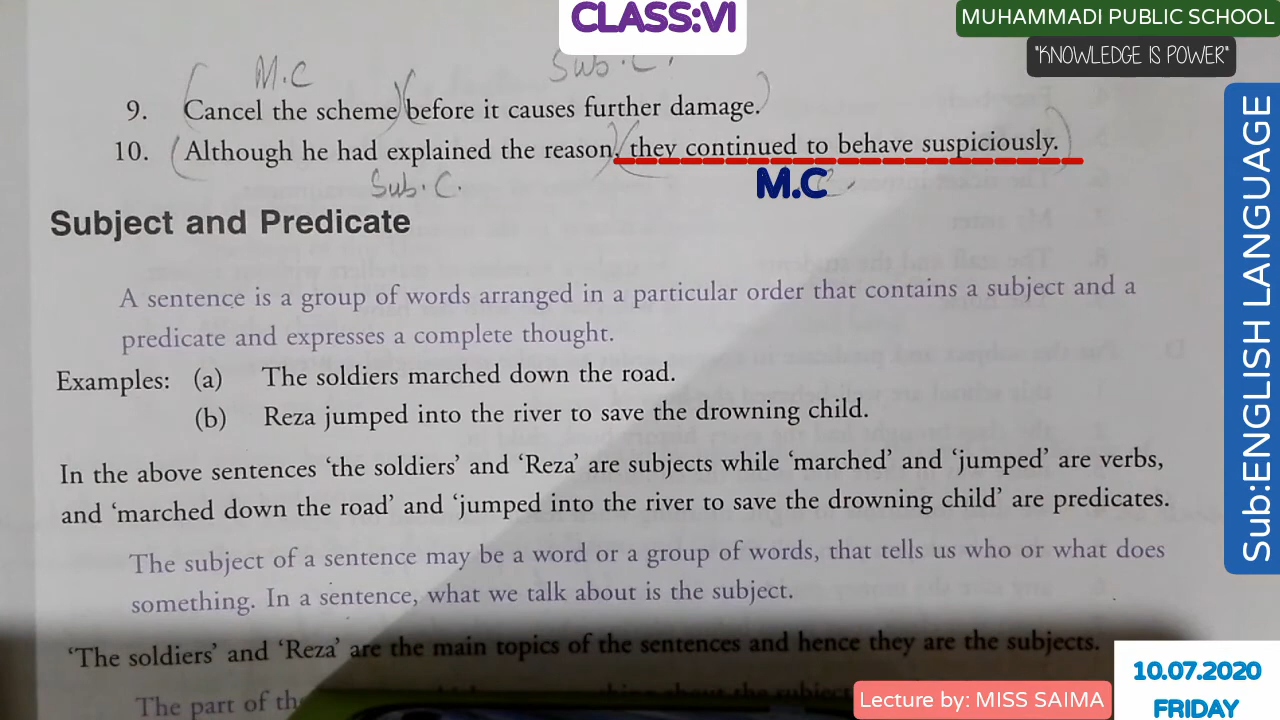 CLASS:VI
MUHAMMADI PUBLIC SCHOOL
"KNOWLEDGE IS POWER"
M.C
Sub.C.
9. Cancel the scheme before it causes further damage.
10. Although he had explained the reason, they continued to behave suspiciously.
Sub.C.
M.C
Subject and Predicate
A sentence is a group of words arranged in a particular order that contains a subject and a
predicate and expresses a complete thought.
Examples: (a) The soldiers marched down the road.
(b) Reza jumped into the river to save the drowning child.
In the above sentences 'the soldiers' and 'Reza' are subjects while 'marched' and 'jumped' are verbs,
and 'marched down the road' and 'jumped into the river to save the drowning child' are predicates.
The subject of a sentence may be a word or a group of words, that tells us who or what does
something. In a sentence, what we talk about is the subject.
'The soldiers' and 'Reza' are the main topics of the sentences and hence they are the subjects.
The part of
Sub:ENGLISH LANGUAGE
Lecture by: MISS SAIMA
10.07.2020
FRIDAY